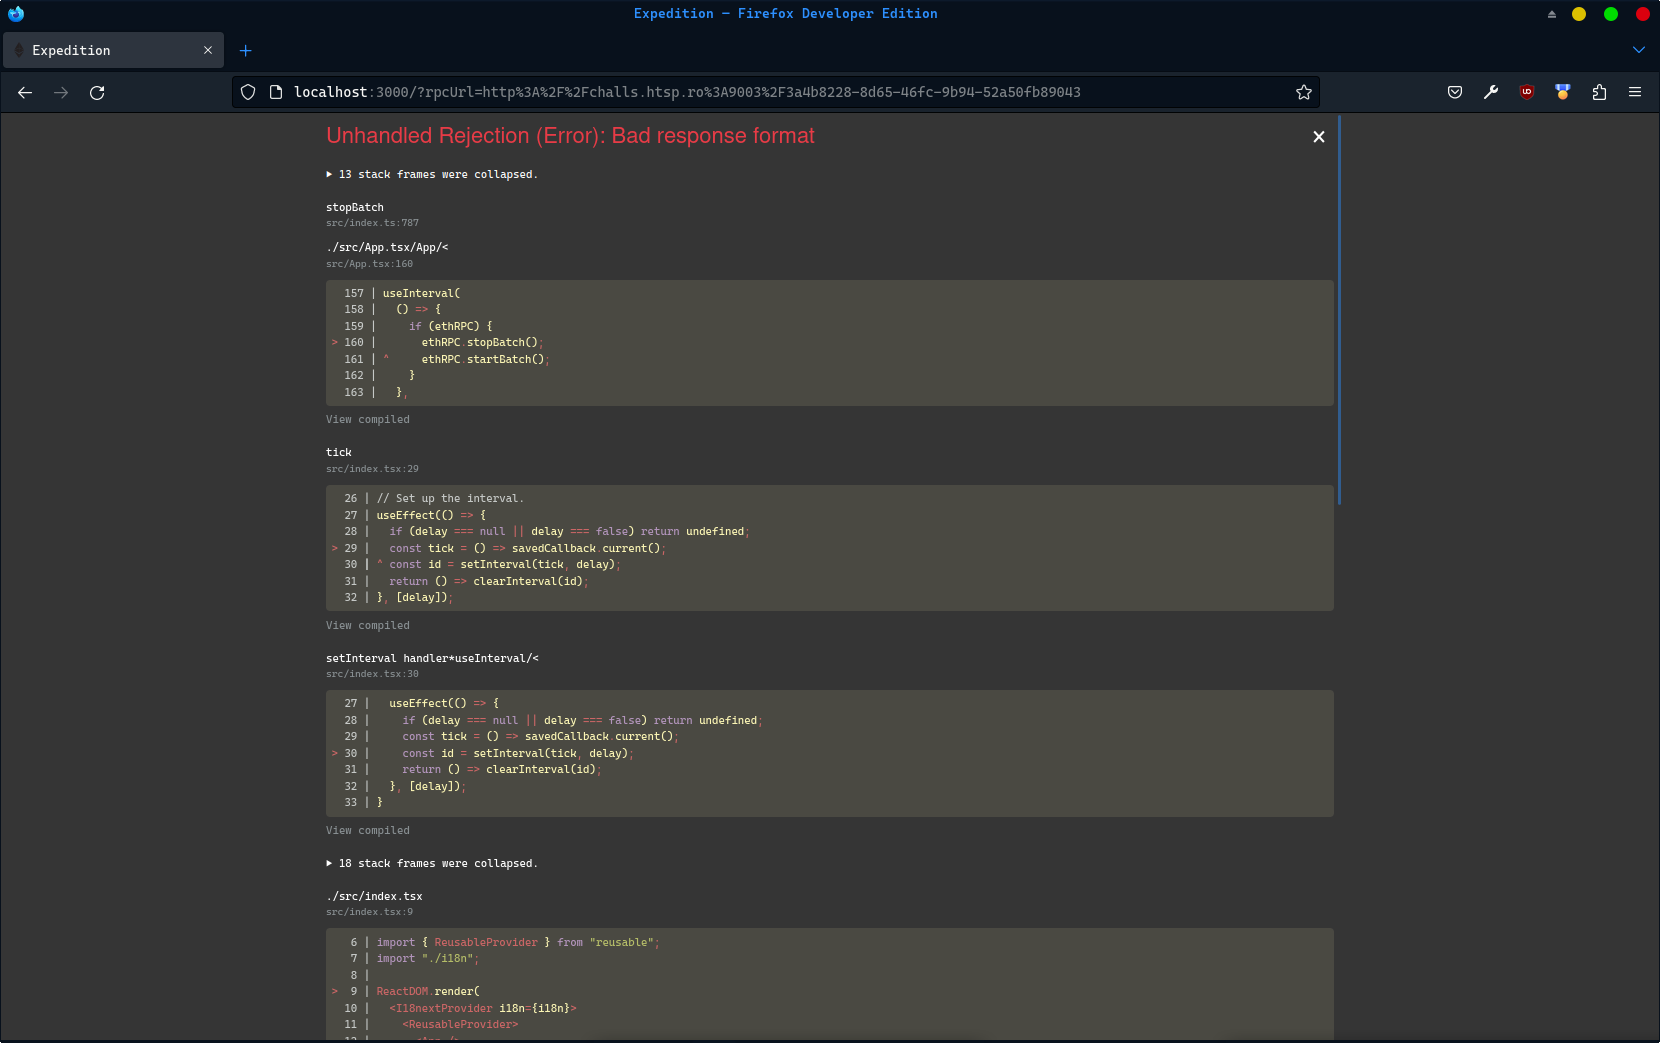 Expedition — Firefox Developer Edition
Expedition
localhost:3000/?rpcUrl=http%3A%2F%2Fchalls.htsp.ro%3A9003%2F3a4b8228-8d65-46fc-9b94-52a50fb89043
Unhandled Rejection (Error): Bad response format
▶ 13 stack frames were collapsed.
stopBatch
src/index.ts:787
./src/App.tsx/App/<
src/App.tsx:160
157 | useInterval(
158 |   () => {
159 |     if (ethRPC) {
> 160 |       ethRPC.stopBatch();
161 | ^     ethRPC.startBatch();
162 |     }
163 |   },
View compiled
tick
src/index.tsx:29
26 | // Set up the interval.
27 | useEffect(() => {
28 |   if (delay === null || delay === false) return undefined;
> 29 |   const tick = () => savedCallback.current();
30 | ^ const id = setInterval(tick, delay);
31 |   return () => clearInterval(id);
32 | }, [delay]);
View compiled
setInterval handler*useInterval/<
src/index.tsx:30
27 |   useEffect(() => {
28 |     if (delay === null || delay === false) return undefined;
29 |     const tick = () => savedCallback.current();
> 30 |     const id = setInterval(tick, delay);
31 |     return () => clearInterval(id);
32 |   }, [delay]);
33 | }
View compiled
▶ 18 stack frames were collapsed.
./src/index.tsx
src/index.tsx:9
6 | import { ReusableProvider } from "reusable";
7 | import "./i18n";
8 |
> 9 | ReactDOM.render(
10 |   <I18nextProvider i18n={i18n}>
11 |     <ReusableProvider>